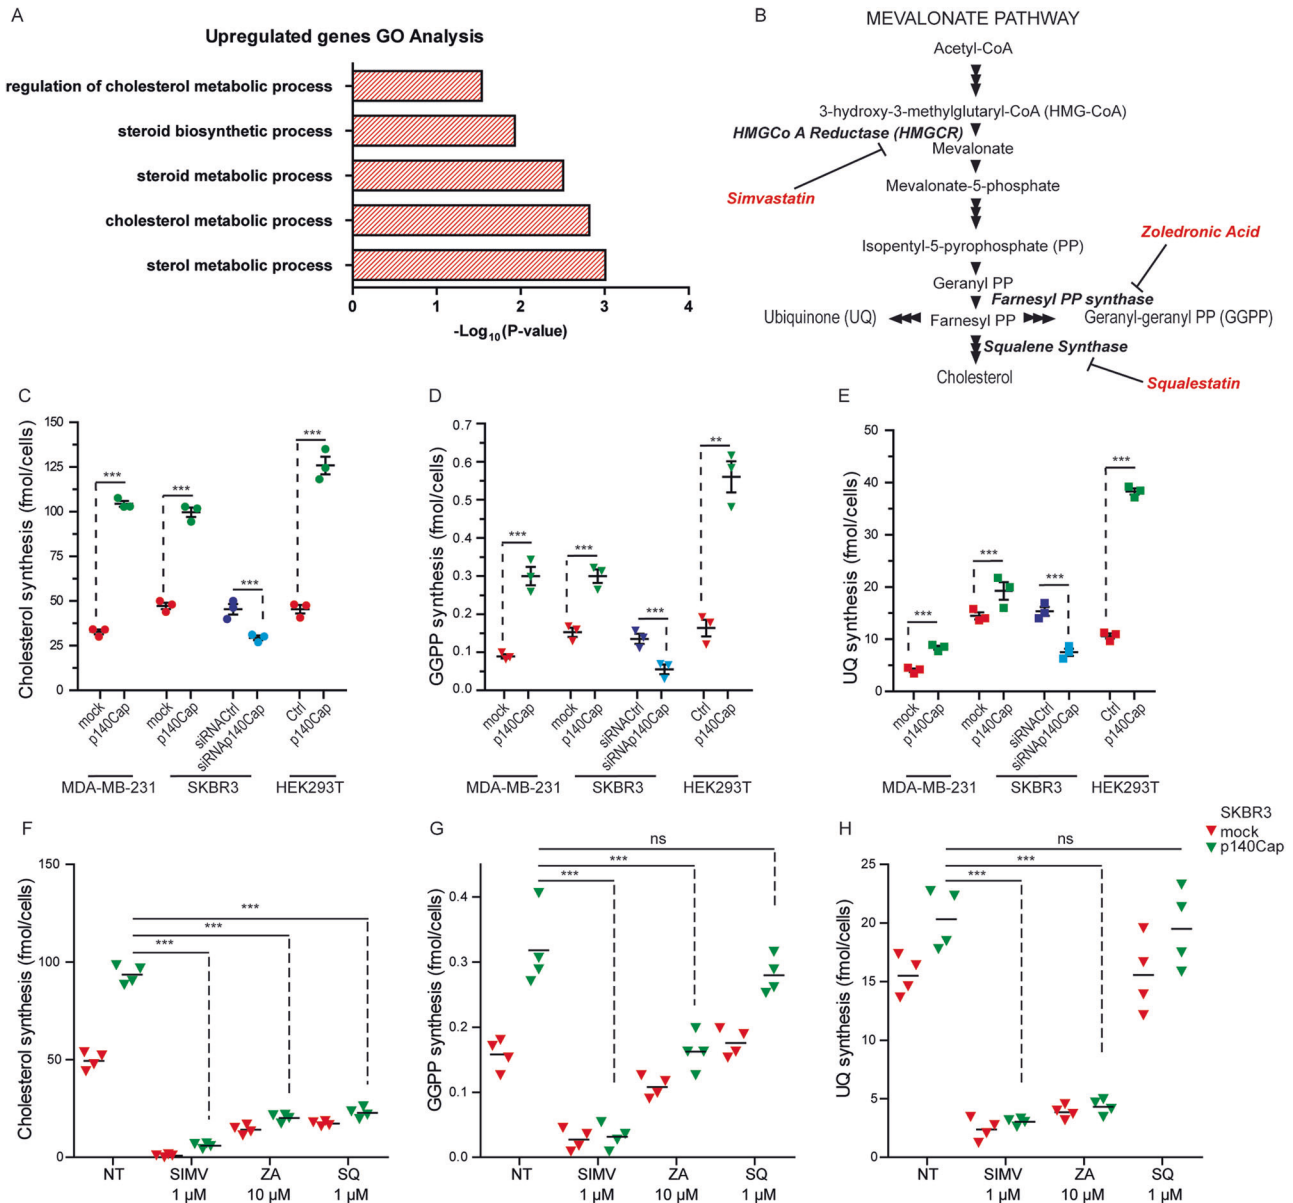 A
Upregulated genes GO Analysis
regulation of cholesterol metabolic process
steroid biosynthetic process
steroid metabolic process
cholesterol metabolic process
sterol metabolic process
0 1 2 3 4
-Log10(P-value)
B
MEVALONATE PATHWAY
Acetyl-CoA
3-hydroxy-3-methylglutaryl-CoA (HMG-CoA)
HMGCo A Reductase (HMGCR)
Mevalonate
Simvastatin
Mevalonate-5-phosphate
Isopentyl-5-pyrophosphate (PP)
Zoledronic Acid
Geranyl PP
Farnesyl PP synthase
Ubiquinone (UQ)
Farnesyl PP
Geranyl-geranyl PP (GGPP)
Squalene Synthase
Cholesterol
Squalestatin
C
Cholesterol synthesis (fmol/cells)
150
125
100
75
50
25
0
***
***
***
***
mock
p140Cap
mock
p140Cap
siRNACtrl
siRNAp140Cap
Ctrl
p140Cap
MDA-MB-231
SKBR3
HEK293T
D
GGPP synthesis (fmol/cells)
0.7
0.6
0.5
0.4
0.3
0.2
0.1
0.0
***
***
***
**
mock
p140Cap
mock
p140Cap
siRNACtrl
siRNAp140Cap
Ctrl
p140Cap
MDA-MB-231
SKBR3
HEK293T
E
UQ synthesis (fmol/cells)
50
40
30
20
10
0
***
***
***
***
mock
p140Cap
mock
p140Cap
siRNACtrl
siRNAp140Cap
Ctrl
p140Cap
MDA-MB-231
SKBR3
HEK293T
F
Cholesterol synthesis (fmol/cells)
150
100
50
0
***
***
***
NT
SIMV
1 µM
ZA
10 µM
SQ
1 µM
G
GGPP synthesis (fmol/cells)
0.4
0.3
0.2
0.1
0.0
ns
***
***
NT
SIMV
1 µM
ZA
10 µM
SQ
1 µM
H
UQ synthesis (fmol/cells)
25
20
15
10
5
0
ns
***
***
NT
SIMV
1 µM
ZA
10 µM
SQ
1 µM
SKBR3
mock
p140Cap